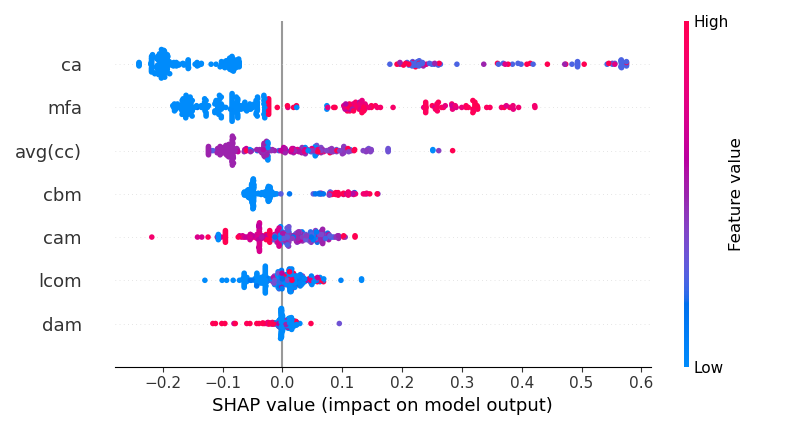 High
ca
mfa
avg(cc)
cbm
cam
lcom
dam
Feature value
Low
−0.2 −0.1 0.0 0.1 0.2 0.3 0.4 0.5 0.6
SHAP value (impact on model output)